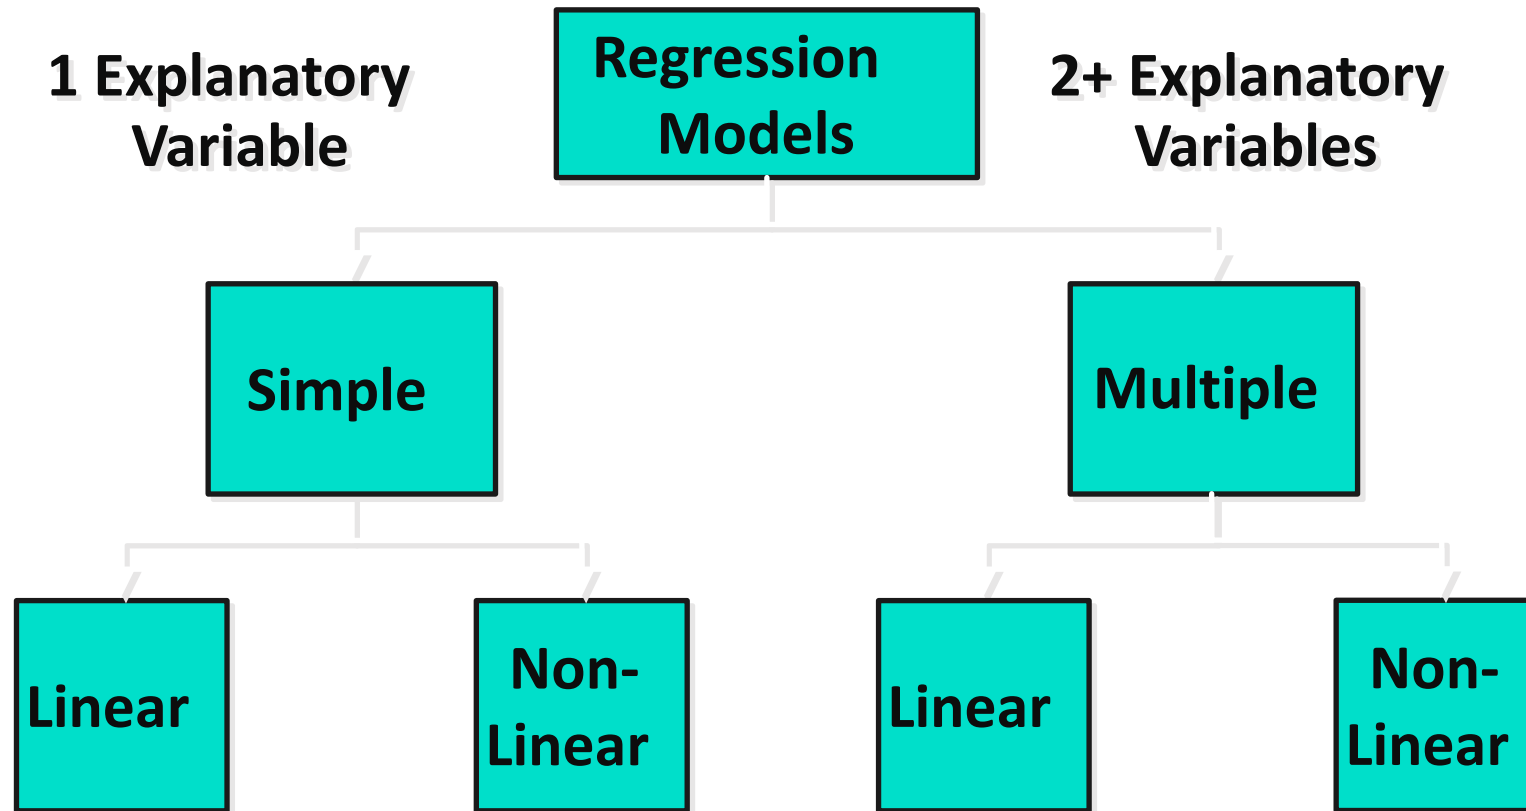 1 Explanatory
Variable
Regression
Models
2+ Explanatory
Variables
Simple
Multiple
Linear
Non-
Linear
Linear
Non-
Linear